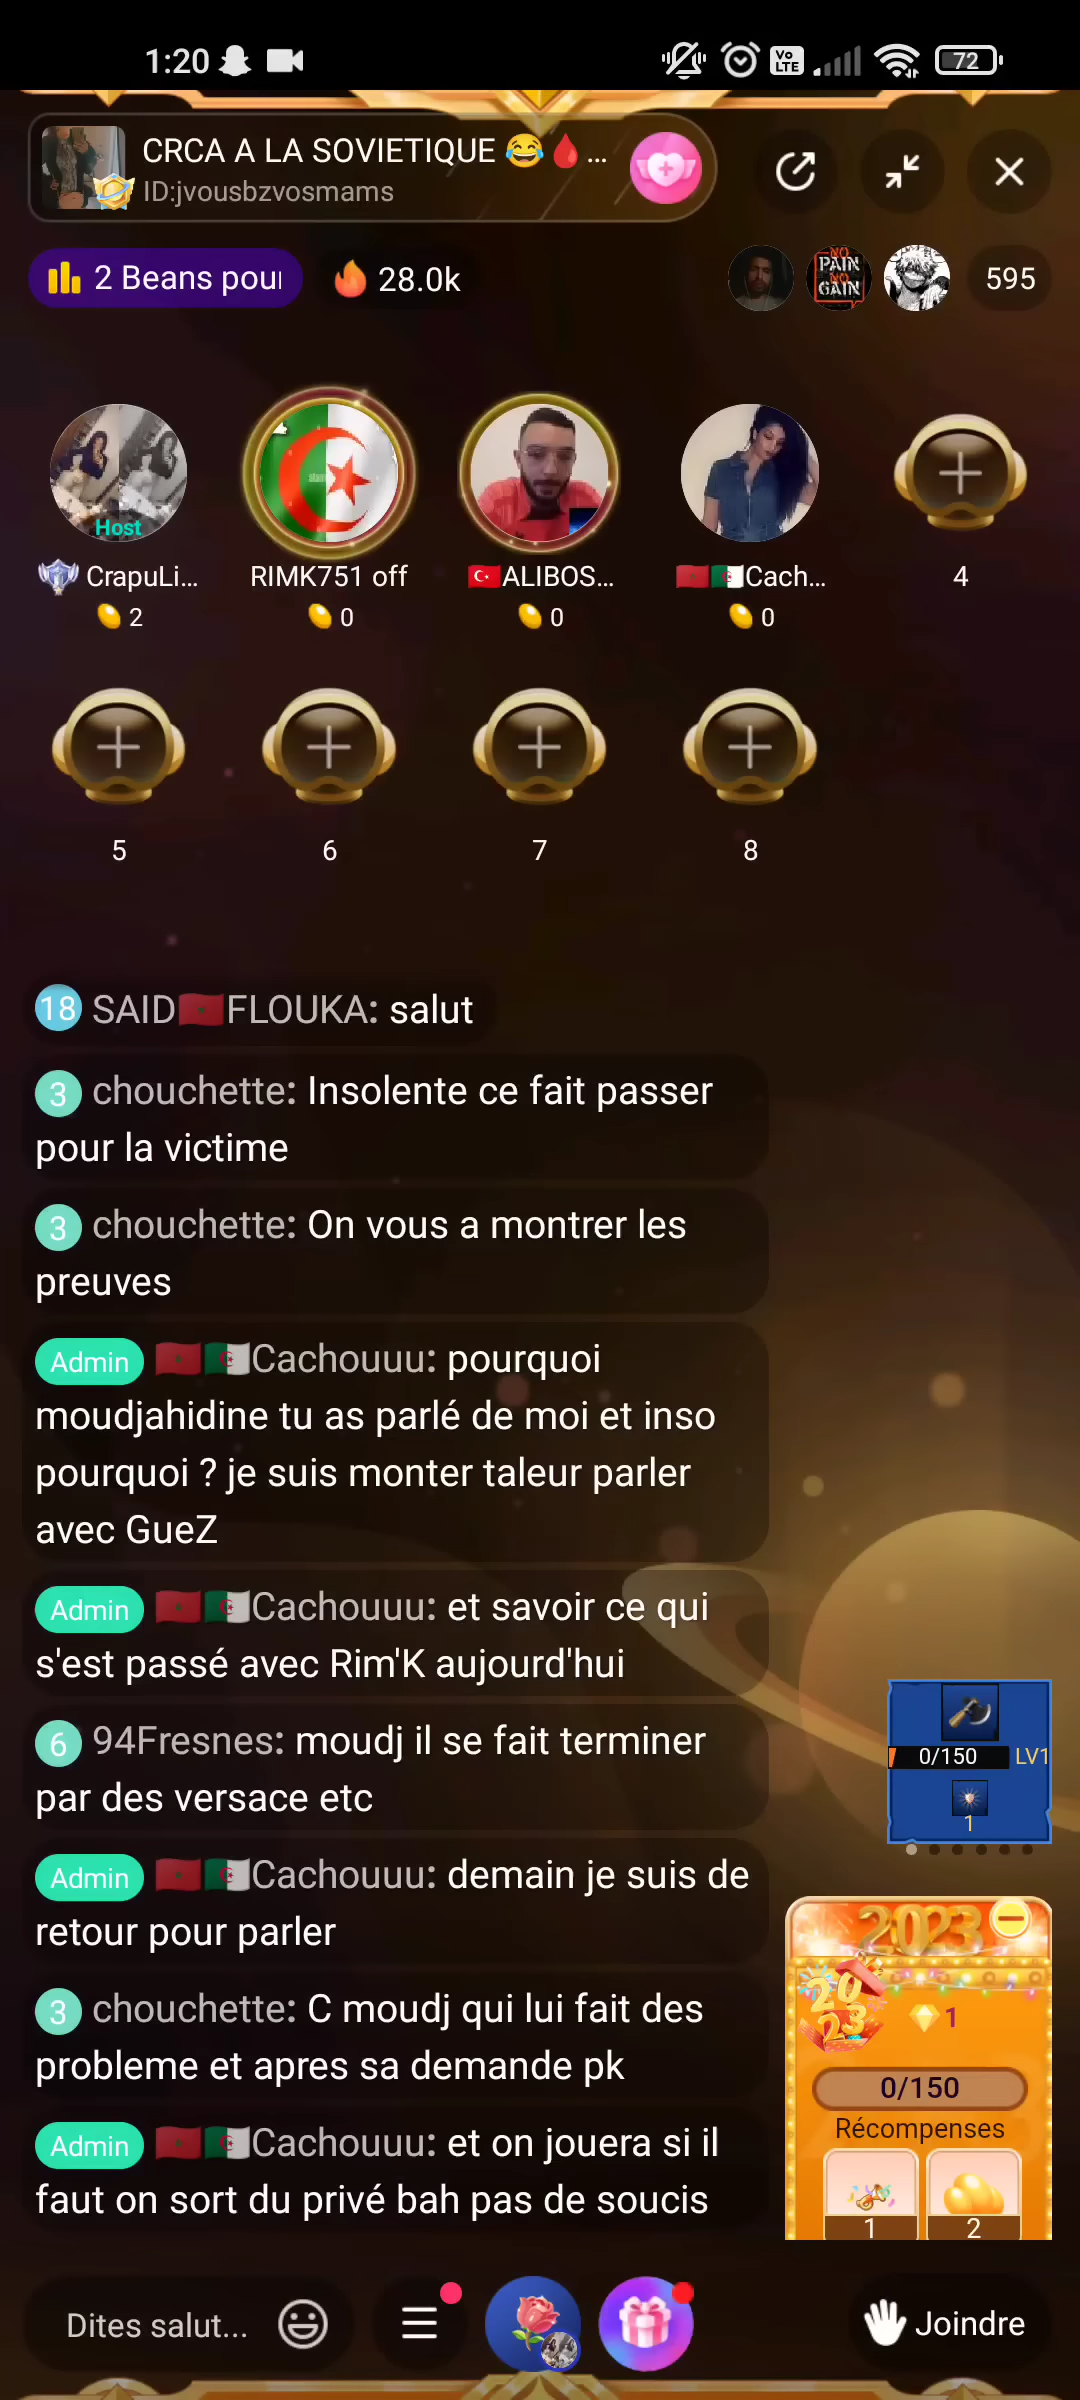 1:20 Vo LTE 72
CRCA A LA SOVIETIQUE 😂🩸...
ID:jvousbzvosmams
2 Beans pour 28.0k NO PAIN NO GAIN 595
Host
CrapuLi... RIMK751 off 🇹🇷ALIBOS... 🇲🇦🇩🇿Cach... 4
2 0 0 0
5 6 7 8
18 SAID🇲🇦FLOUKA: salut
3 chouchette: Insolente ce fait passer
pour la victime
3 chouchette: On vous a montrer les
preuves
Admin 🇲🇦🇩🇿Cachouuu: pourquoi
moudjahidine tu as parlé de moi et inso
pourquoi ? je suis monter taleur parler
avec GueZ
Admin 🇲🇦🇩🇿Cachouuu: et savoir ce qui
s'est passé avec Rim'K aujourd'hui
6 94Fresnes: moudj il se fait terminer
par des versace etc
Admin 🇲🇦🇩🇿Cachouuu: demain je suis de
retour pour parler
3 chouchette: C moudj qui lui fait des
probleme et apres sa demande pk
Admin 🇲🇦🇩🇿Cachouuu: et on jouera si il
faut on sort du privé bah pas de soucis
0/150 LV1
1
2023
2023
1
0/150
Récompenses
1 2
Dites salut... Joindre